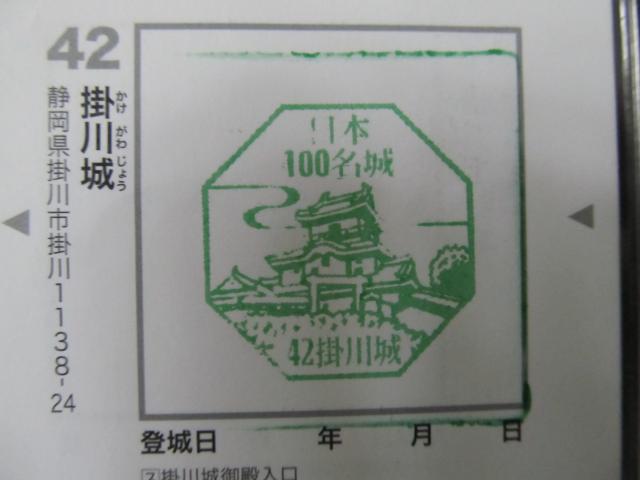 42
掛川城
かけ がわ じょう
静岡県掛川市掛川1138-24
日本
100名城
42掛川城
登城日 年 月 日
ス掛川城御殿入口